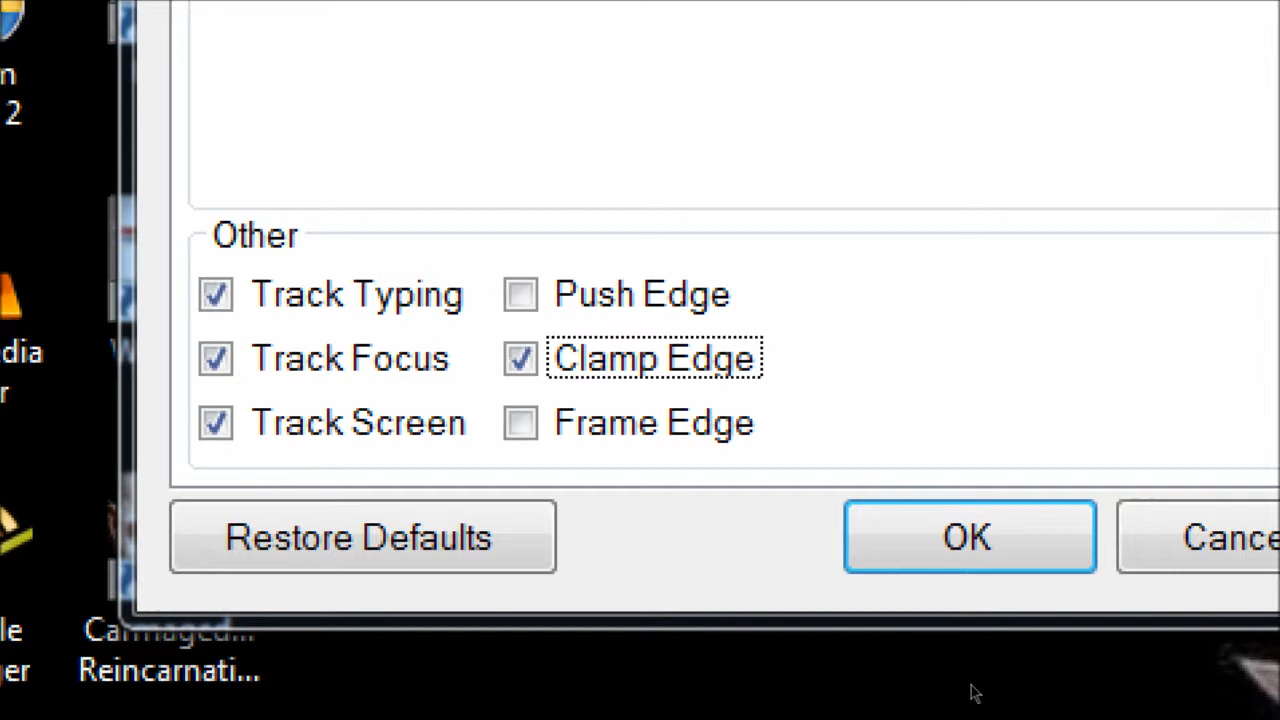 n
2
Other
Track Typing
Push Edge
Track Focus
Clamp Edge
Track Screen
Frame Edge
dia
r
Restore Defaults
OK
Cance
le
Carmaged...
ger
Reincarnati...